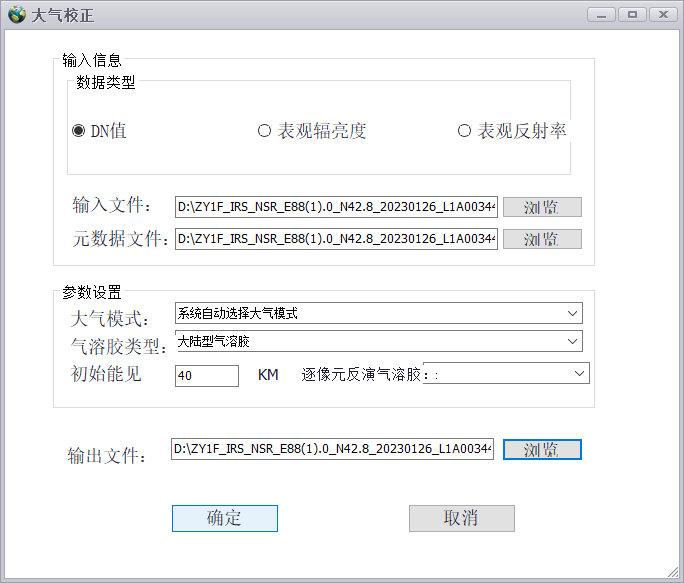 大气校正
输入信息
数据类型
DN值 表观辐亮度 表观反射率
输入文件： D:\ZY1F_IRS_NSR_E88(1).0_N42.8_20230126_L1A00344 浏览
元数据文件： D:\ZY1F_IRS_NSR_E88(1).0_N42.8_20230126_L1A00344 浏览
参数设置
大气模式： 系统自动选择大气模式
气溶胶类型： 大陆型气溶胶
初始能见 40 KM 逐像元反演气溶胶：:
输出文件： D:\ZY1F_IRS_NSR_E88(1).0_N42.8_20230126_L1A00344 浏览
确定 取消